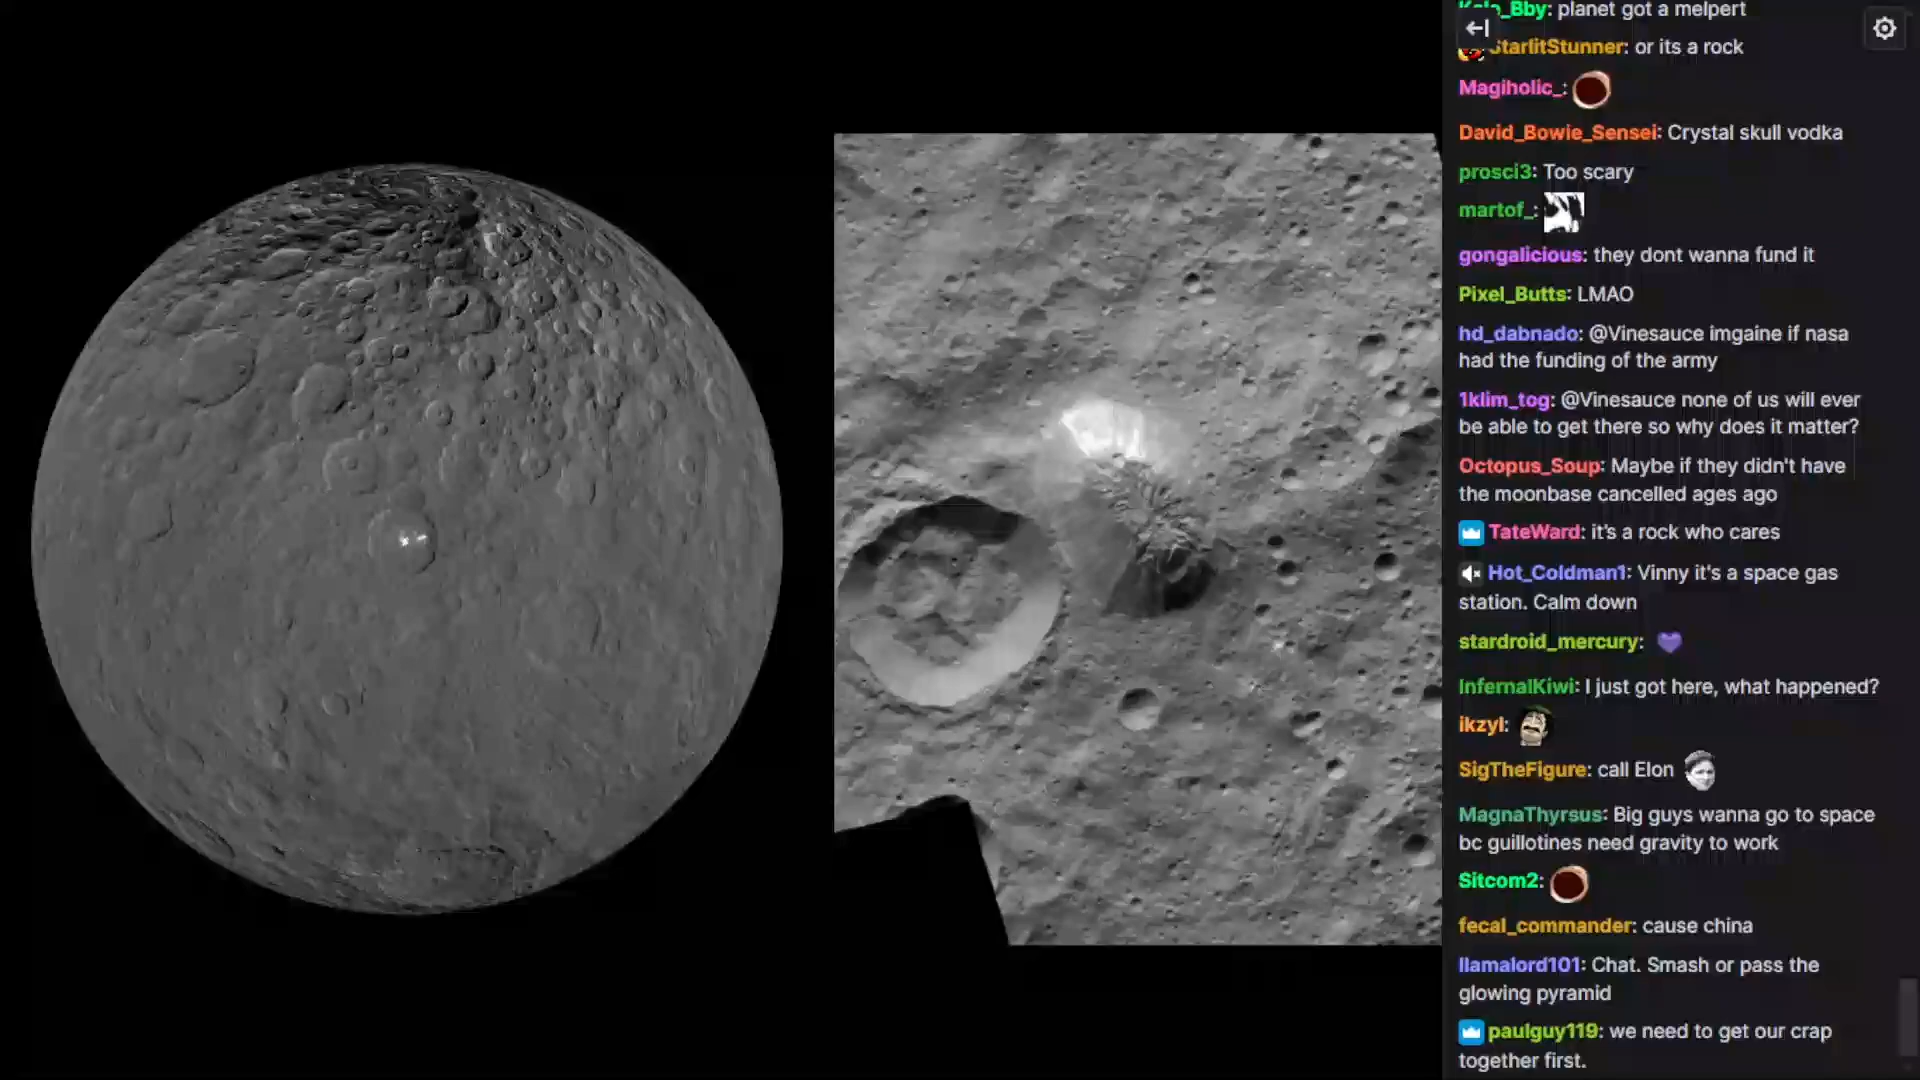 _Bby: planet got a melpert
StarlitStunner: or its a rock
Magiholic_:
David_Bowie_Sensei: Crystal skull vodka
prosci3: Too scary
martof_:
gongalicious: they dont wanna fund it
Pixel_Butts: LMAO
hd_dabnado: @Vinesauce imgaine if nasa
had the funding of the army
1klim_tog: @Vinesauce none of us will ever
be able to get there so why does it matter?
Octopus_Soup: Maybe if they didn't have
the moonbase cancelled ages ago
TateWard: it's a rock who cares
Hot_Coldman1: Vinny it's a space gas
station. Calm down
stardroid_mercury:
InfernalKiwi: I just got here, what happened?
ikzyl:
SigTheFigure: call Elon
MagnaThyrsus: Big guys wanna go to space
bc guillotines need gravity to work
Sitcom2:
fecal_commander: cause china
llamalord101: Chat. Smash or pass the
glowing pyramid
paulguy119: we need to get our crap
together first.